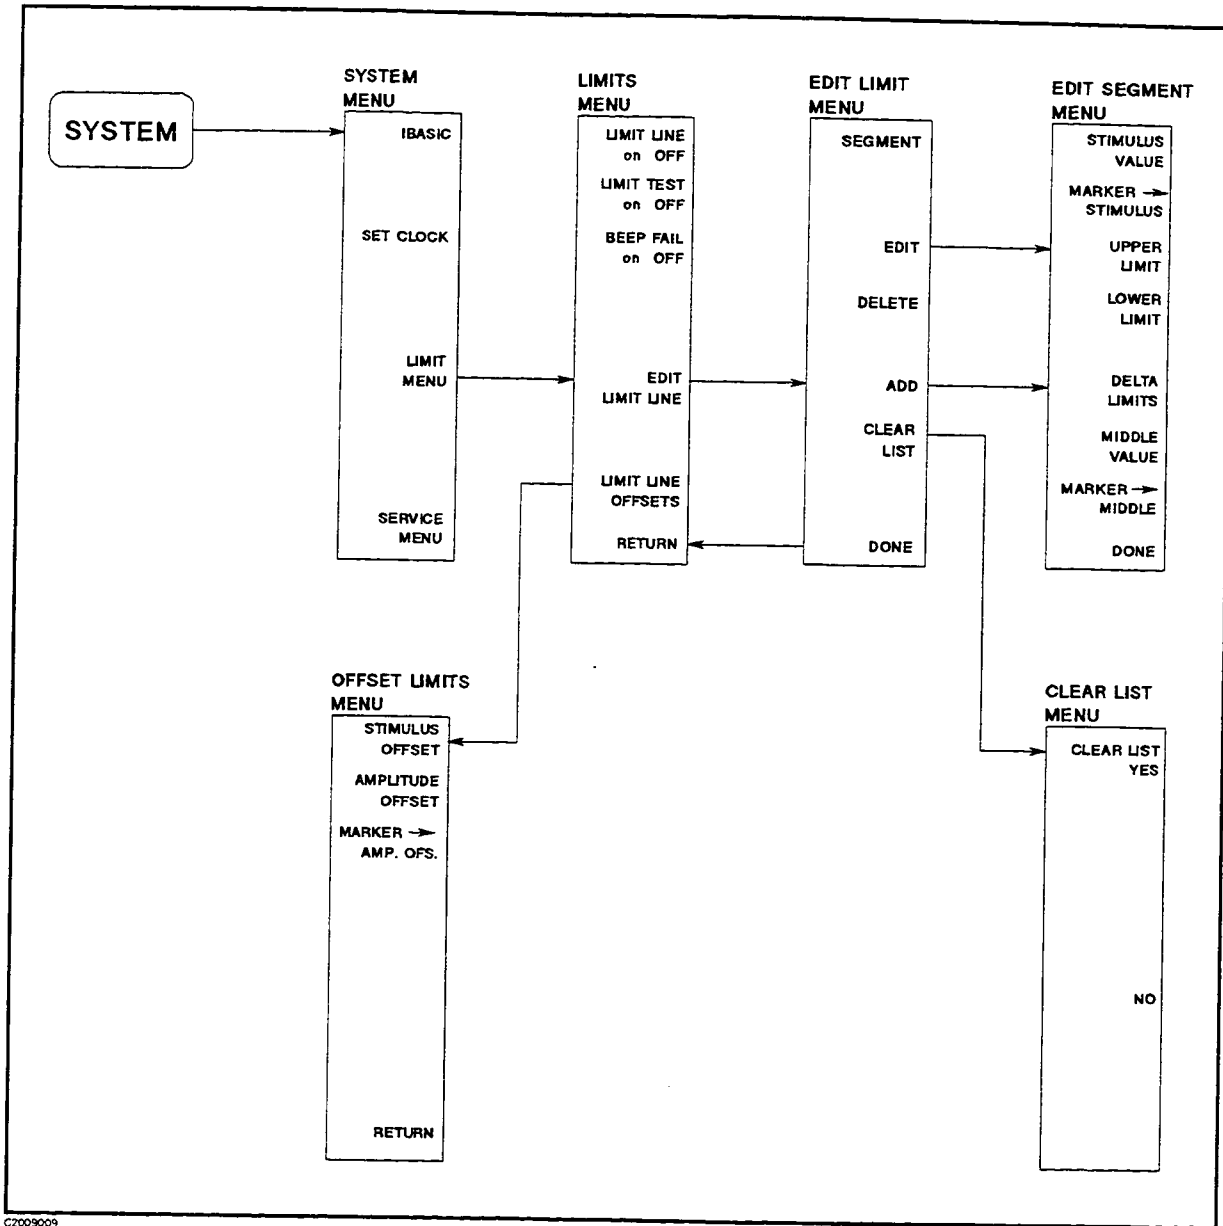 SYSTEM
SYSTEM
MENU
IBASIC
SET CLOCK
LIMIT
MENU
SERVICE
MENU
LIMITS
MENU
LIMIT LINE
on OFF
LIMIT TEST
on OFF
BEEP FAIL
on OFF
EDIT
LIMIT LINE
LIMIT LINE
OFFSETS
RETURN
EDIT LIMIT
MENU
SEGMENT
EDIT
DELETE
ADD
CLEAR
LIST
DONE
EDIT SEGMENT
MENU
STIMULUS
VALUE
MARKER →
STIMULUS
UPPER
LIMIT
LOWER
LIMIT
DELTA
LIMITS
MIDDLE
VALUE
MARKER →
MIDDLE
DONE
OFFSET LIMITS
MENU
STIMULUS
OFFSET
AMPLITUDE
OFFSET
MARKER →
AMP. OFS.
RETURN
CLEAR LIST
MENU
CLEAR LIST
YES
NO
C2009009